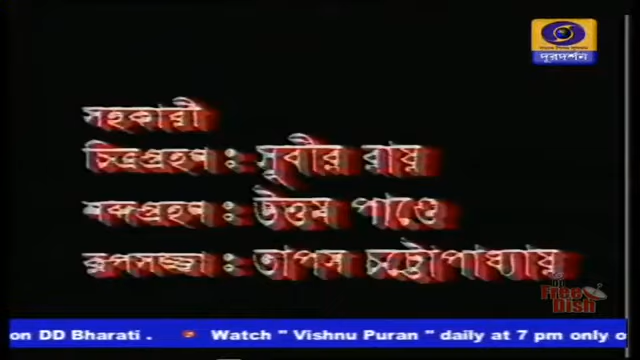 দূরদর্শন
সহকারী
চিত্রগ্রহণ : সুবীর রায়
শব্দগ্রহণ : উত্তম পাণ্ডে
রূপসজ্জা : তাপস চট্টোপাধ্যায়
Free Dish
on DD Bharati . Watch " Vishnu Puran " daily at 7 pm only o